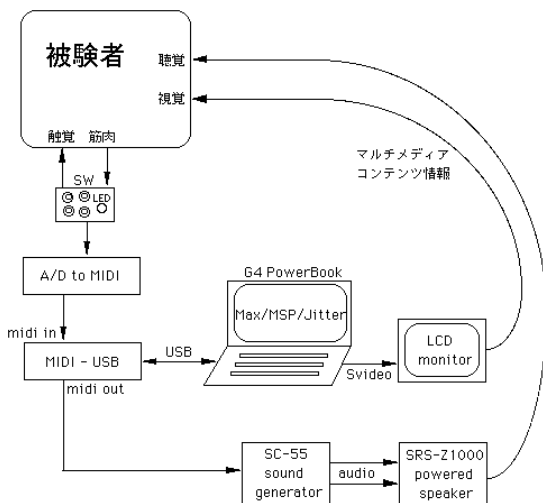 被験者
聴覚
視覚
触覚 筋肉
SW
LED
マルチメディア
コンテンツ情報
A/D to MIDI
G4 PowerBook
Max/MSP/Jitter
midi in
MIDI - USB
USB
LCD
monitor
Svideo
midi out
SC-55
sound
generator
audio
SRS-Z1000
powered
speaker